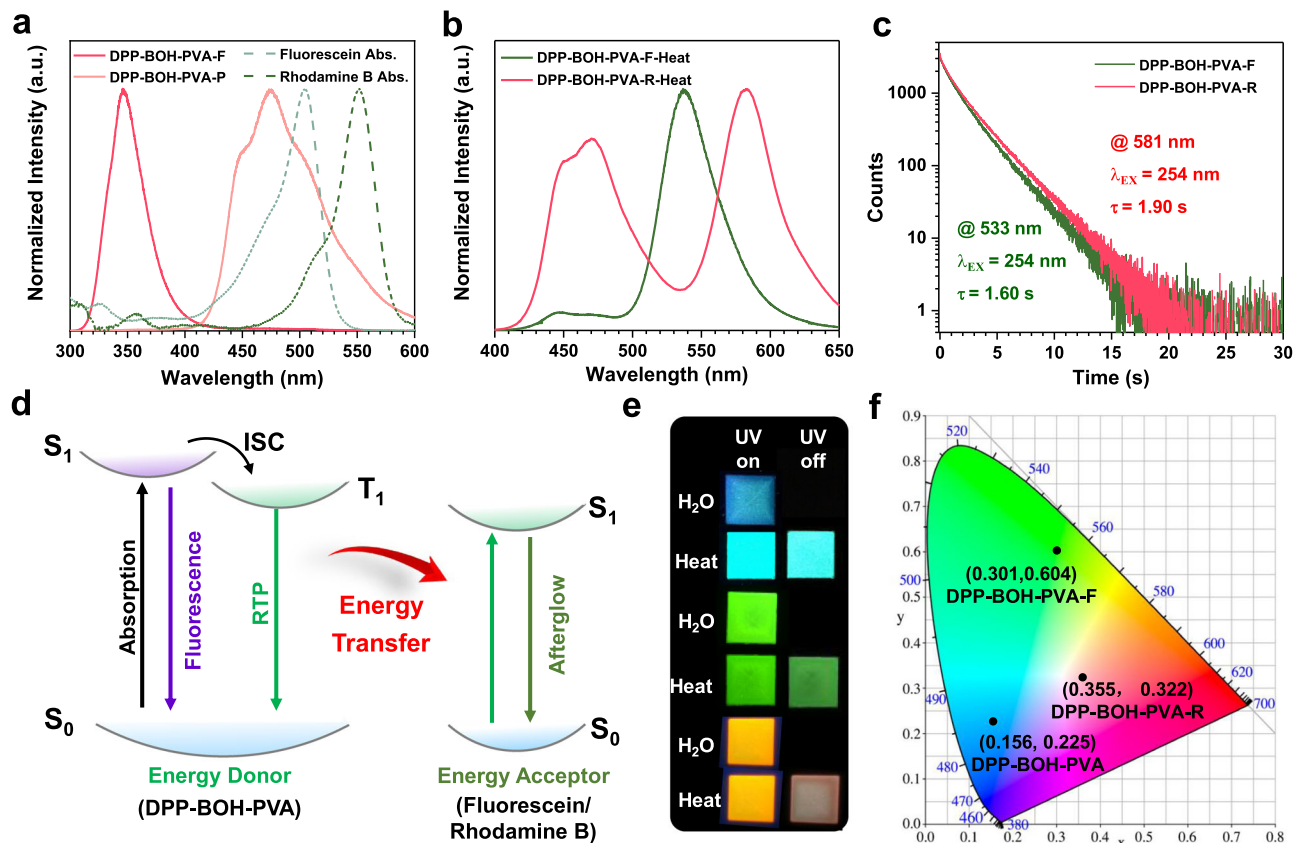 a
DPP-BOH-PVA-F
DPP-BOH-PVA-P
Fluorescein Abs.
Rhodamine B Abs.
Normalized Intensity (a.u.)
300 350 400 450 500 550 600
Wavelength (nm)
b
DPP-BOH-PVA-F-Heat
DPP-BOH-PVA-R-Heat
Normalized Intensity (a.u.)
400 450 500 550 600 650
Wavelength (nm)
c
DPP-BOH-PVA-F
DPP-BOH-PVA-R
@ 581 nm
λEX = 254 nm
τ = 1.90 s
@ 533 nm
λEX = 254 nm
τ = 1.60 s
Counts
1000
100
10
1
0 5 10 15 20 25 30
Time (s)
d
S1
ISC
T1
S1
Absorption
Fluorescence
RTP
Energy
Transfer
Afterglow
S0
S0
Energy Donor
(DPP-BOH-PVA)
Energy Acceptor
(Fluorescein/
Rhodamine B)
e
UV
on
UV
off
H2O
Heat
H2O
Heat
H2O
Heat
f
0.9
0.8
0.7
0.6
0.5
0.4
0.3
0.2
0.1
0.0
y
520
540
560
580
600
620
700
500
490
480
470
460
380
(0.301,0.604)
DPP-BOH-PVA-F
(0.355, 0.322)
DPP-BOH-PVA-R
(0.156, 0.225)
DPP-BOH-PVA
0.0 0.1 0.2 0.3 0.4 0.5 0.6 0.7 0.8
x